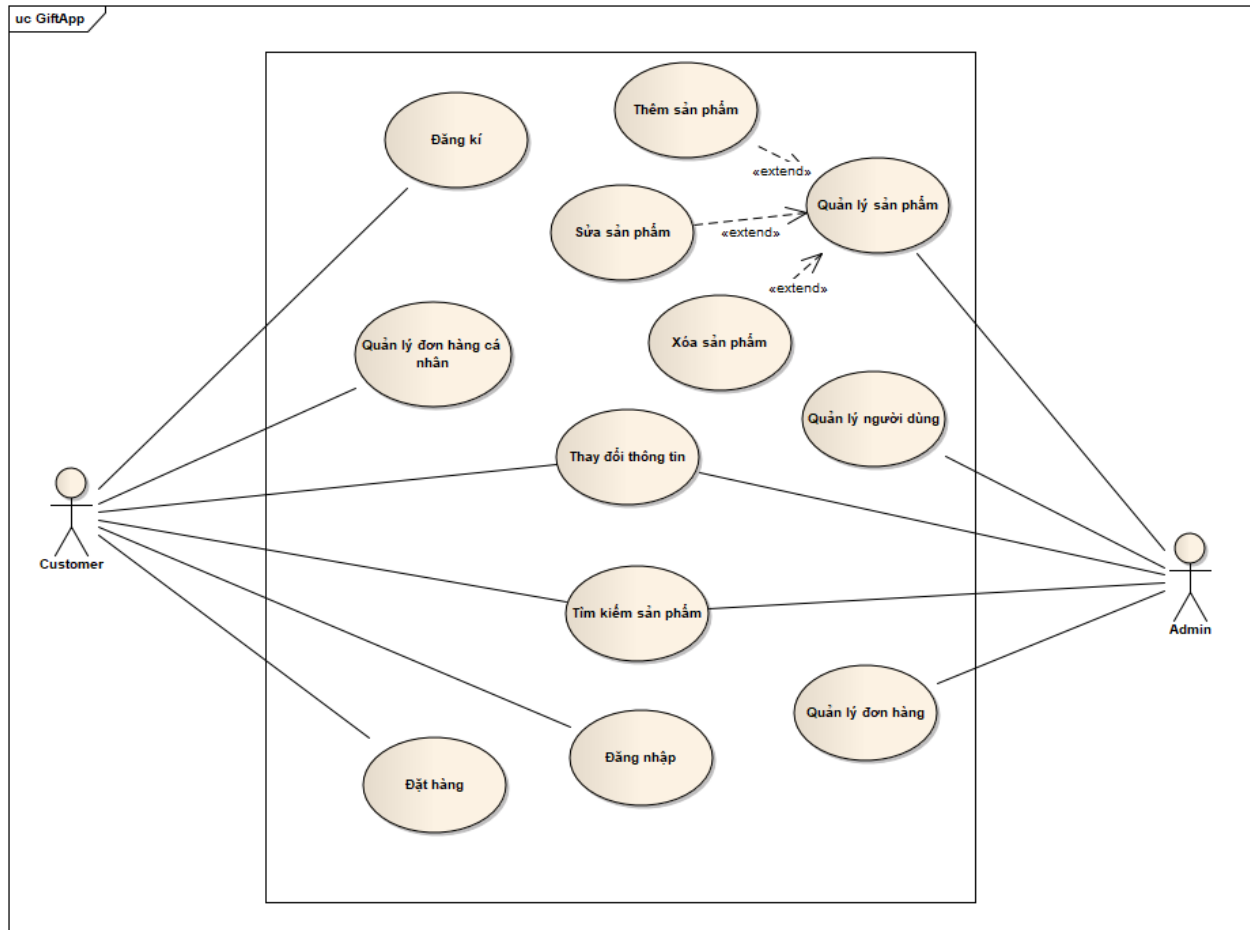 uc GiftApp
Thêm sản phẩm
Đăng kí
«extend»
Quản lý sản phẩm
Sửa sản phẩm
«extend»
«extend»
Xóa sản phẩm
Quản lý đơn hàng cá
nhân
Quản lý người dùng
Thay đổi thông tin
Customer
Tìm kiếm sản phẩm
Admin
Quản lý đơn hàng
Đăng nhập
Đặt hàng